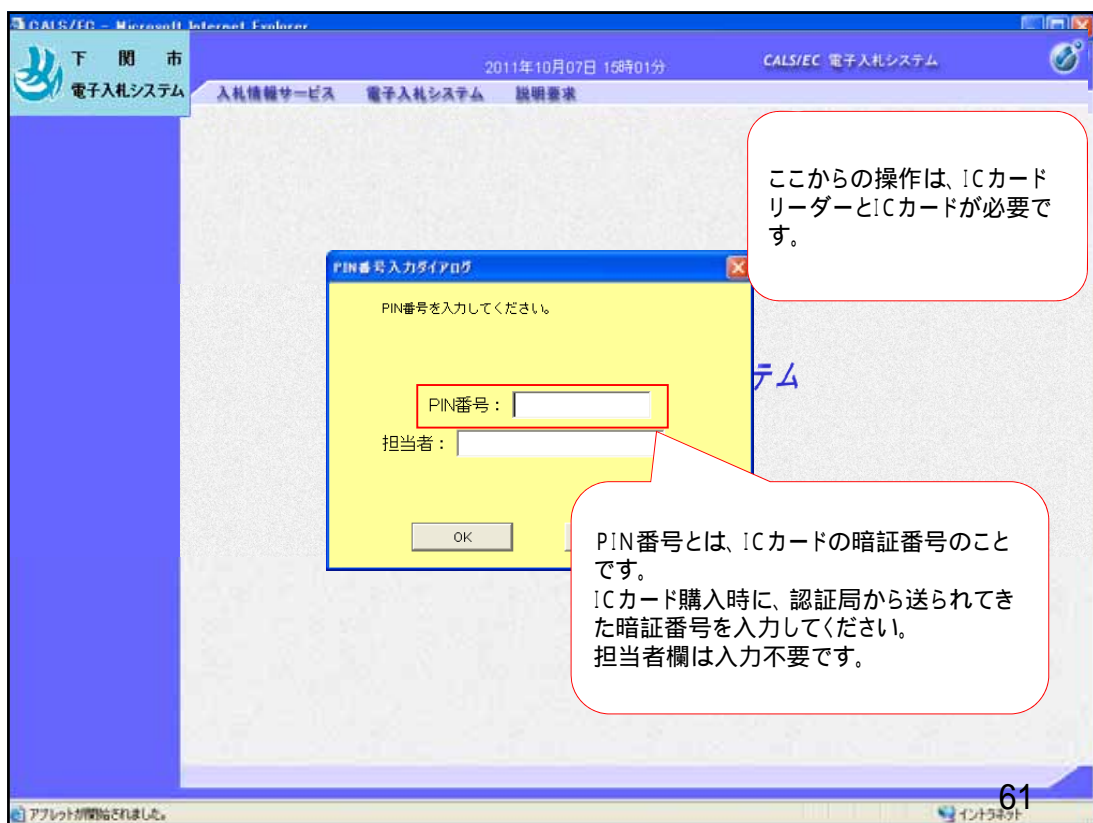 CALS/EC - Microsoft Internet Explorer
下 関 市
電子入札システム
2011年10月07日 15時01分
CALS/EC 電子入札システム
入札情報サービス 電子入札システム 説明要求
ここからの操作は、ICカード
リーダーとICカードが必要で
す。
PIN番号入力ダイアログ
PIN番号を入力してください。
テム
PIN番号：
担当者：
OK
PIN番号とは、ICカードの暗証番号のこと
です。
ICカード購入時に、認証局から送られてき
た暗証番号を入力してください。
担当者欄は入力不要です。
61
アプレットが開始されました。
イントラネット